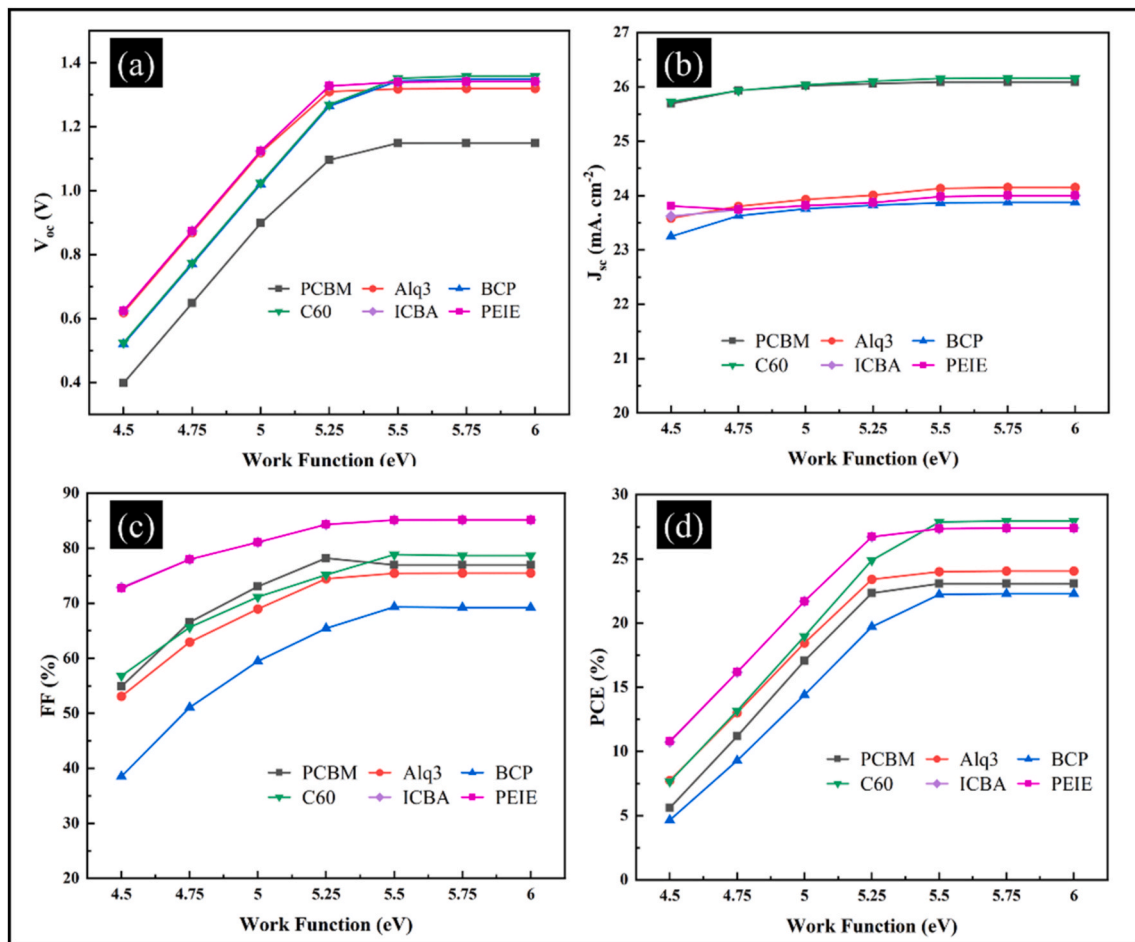 (a)
1.4
1.2
1.0
0.8
0.6
0.4
V_oc (V)
PCBM Alq3 BCP
C60 ICBA PEIE
4.5 4.75 5 5.25 5.5 5.75 6
Work Function (eV)
(b)
27
26
25
24
23
22
21
20
J_sc (mA. cm^-2)
PCBM Alq3 BCP
C60 ICBA PEIE
4.5 4.75 5 5.25 5.5 5.75 6
Work Function (eV)
(c)
90
80
70
60
50
40
30
20
FF (%)
PCBM Alq3 BCP
C60 ICBA PEIE
4.5 4.75 5 5.25 5.5 5.75 6
Work Function (eV)
(d)
30
25
20
15
10
5
0
PCE (%)
PCBM Alq3 BCP
C60 ICBA PEIE
4.5 4.75 5 5.25 5.5 5.75 6
Work Function (eV)